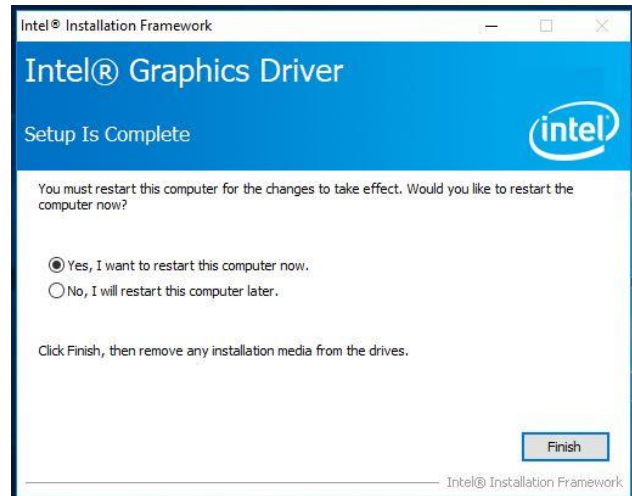 Intel® Installation Framework
Intel® Graphics Driver
Setup Is Complete
intel
You must restart this computer for the changes to take effect. Would you like to restart the
computer now?
Yes, I want to restart this computer now.
No, I will restart this computer later.
Click Finish, then remove any installation media from the drives.
Finish
Intel® Installation Framework